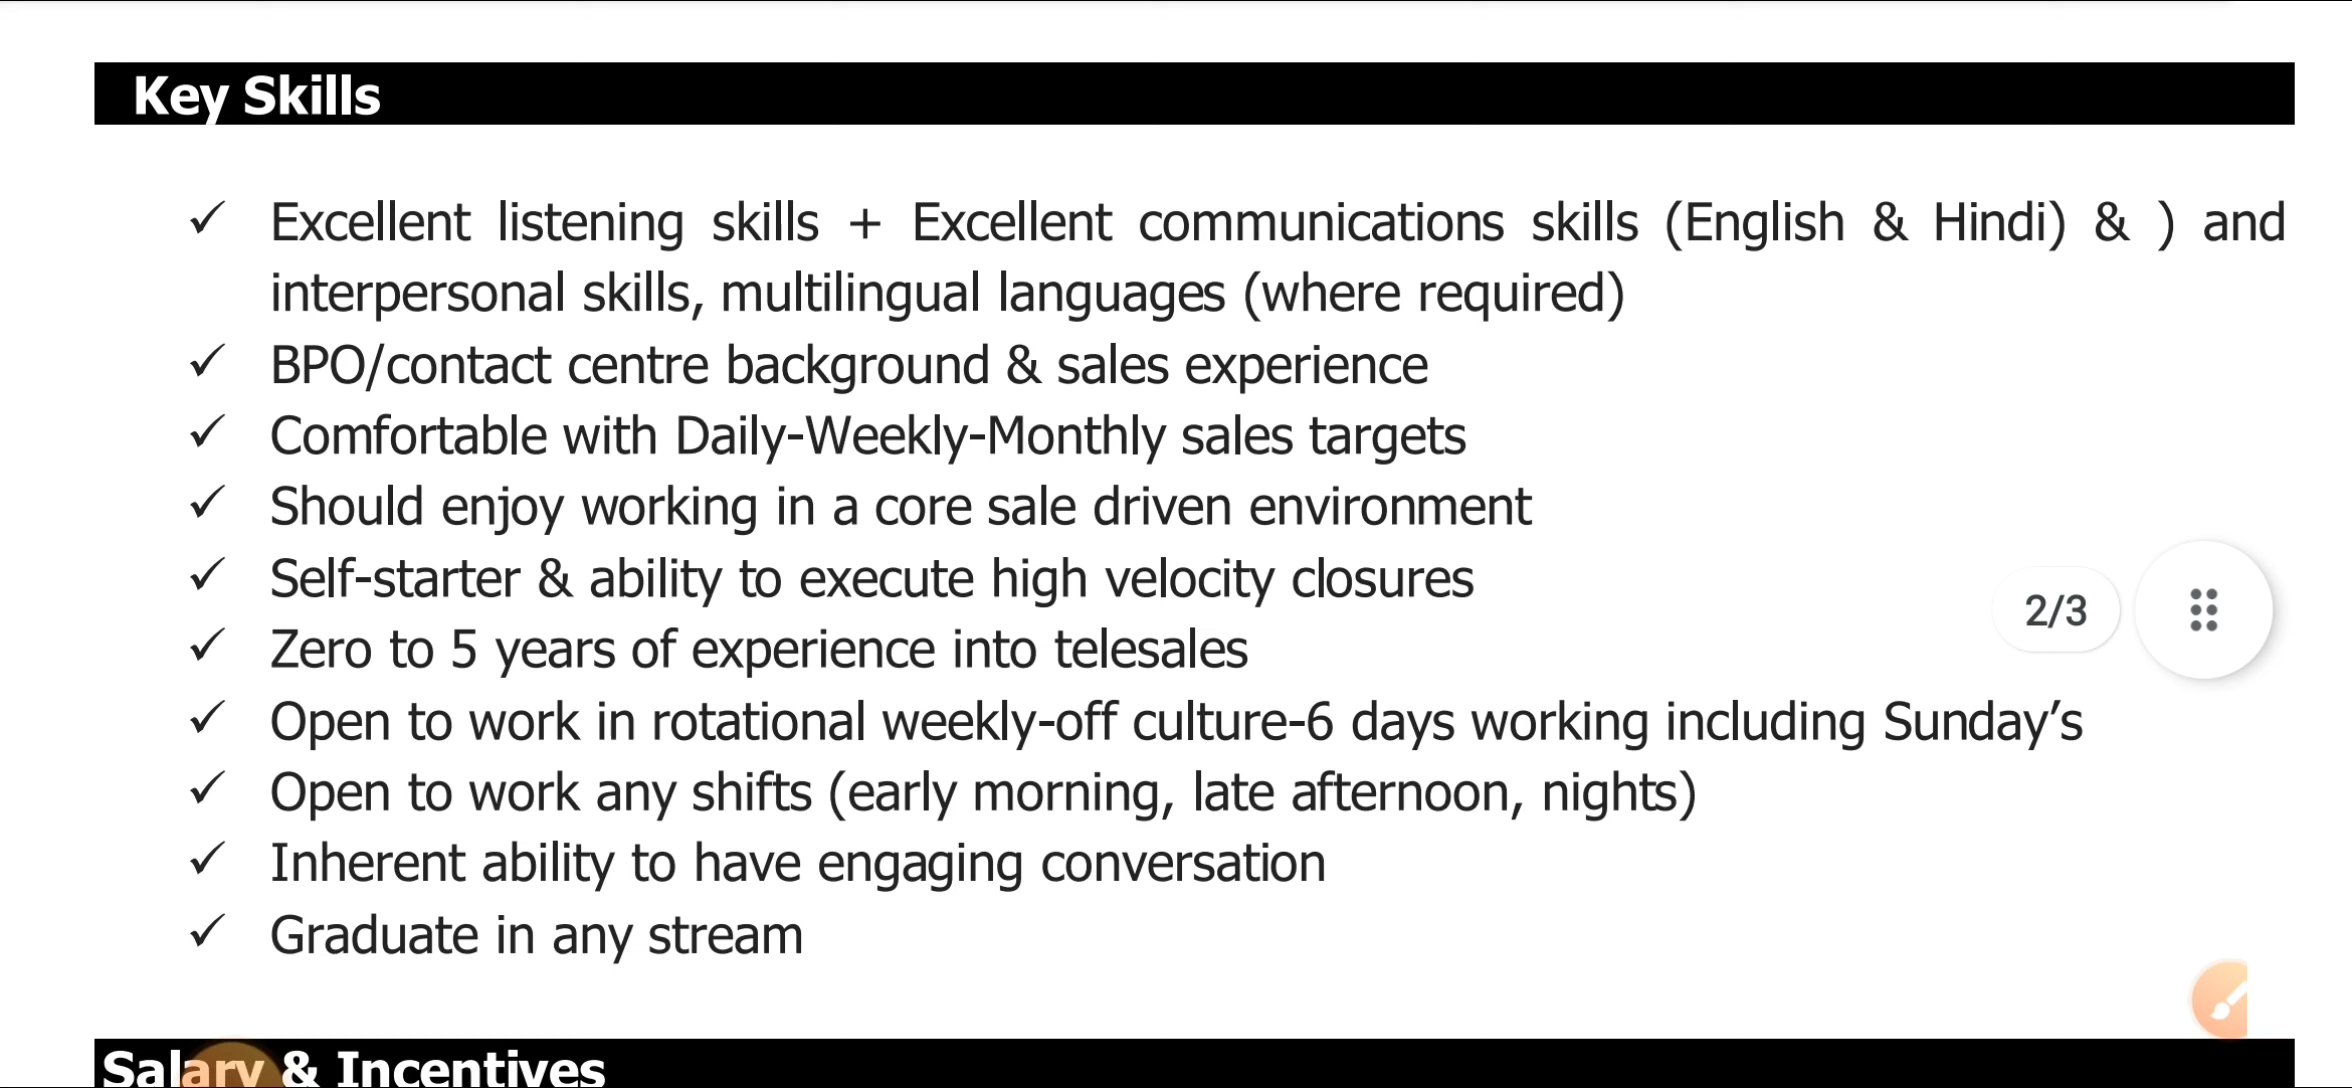 Key Skills
✓ Excellent listening skills + Excellent communications skills (English & Hindi) & ) and
interpersonal skills, multilingual languages (where required)
✓ BPO/contact centre background & sales experience
✓ Comfortable with Daily-Weekly-Monthly sales targets
✓ Should enjoy working in a core sale driven environment
✓ Self-starter & ability to execute high velocity closures
2/3
✓ Zero to 5 years of experience into telesales
✓ Open to work in rotational weekly-off culture-6 days working including Sunday’s
✓ Open to work any shifts (early morning, late afternoon, nights)
✓ Inherent ability to have engaging conversation
✓ Graduate in any stream
Salary & Incentives